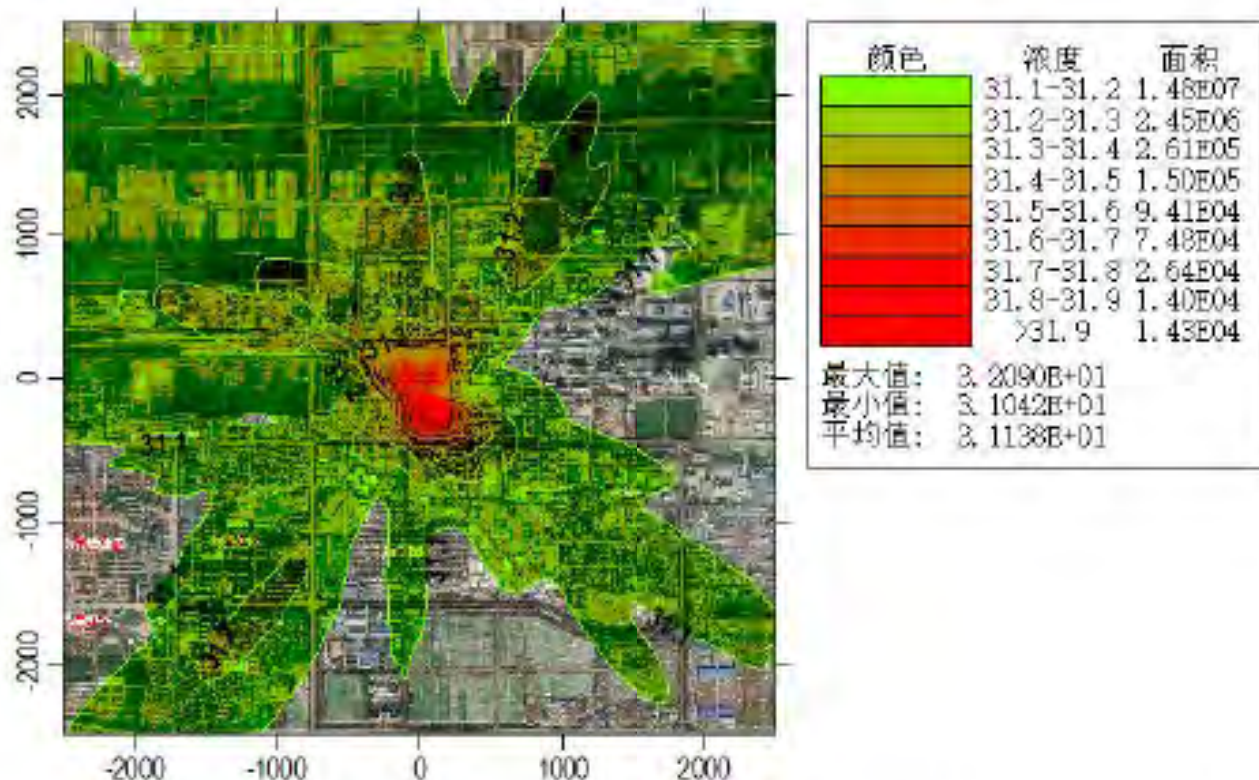 颜色 浓度 面积
31.1-31.2 1.48E07
31.2-31.3 2.45E06
31.3-31.4 2.61E05
31.4-31.5 1.50E05
31.5-31.6 9.41E04
31.6-31.7 7.48E04
31.7-31.8 2.64E04
31.8-31.9 1.40E04
>31.9 1.43E04
最大值: 3.2090E+01
最小值: 3.1042E+01
平均值: 3.1138E+01
2000
1000
0
-1000
-2000
31.1
-2000 -1000 0 1000 2000